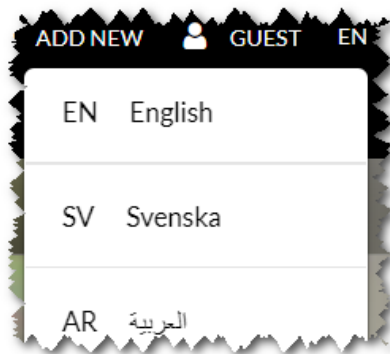 ADD NEW GUEST EN
EN English
SV Svenska
AR العربية